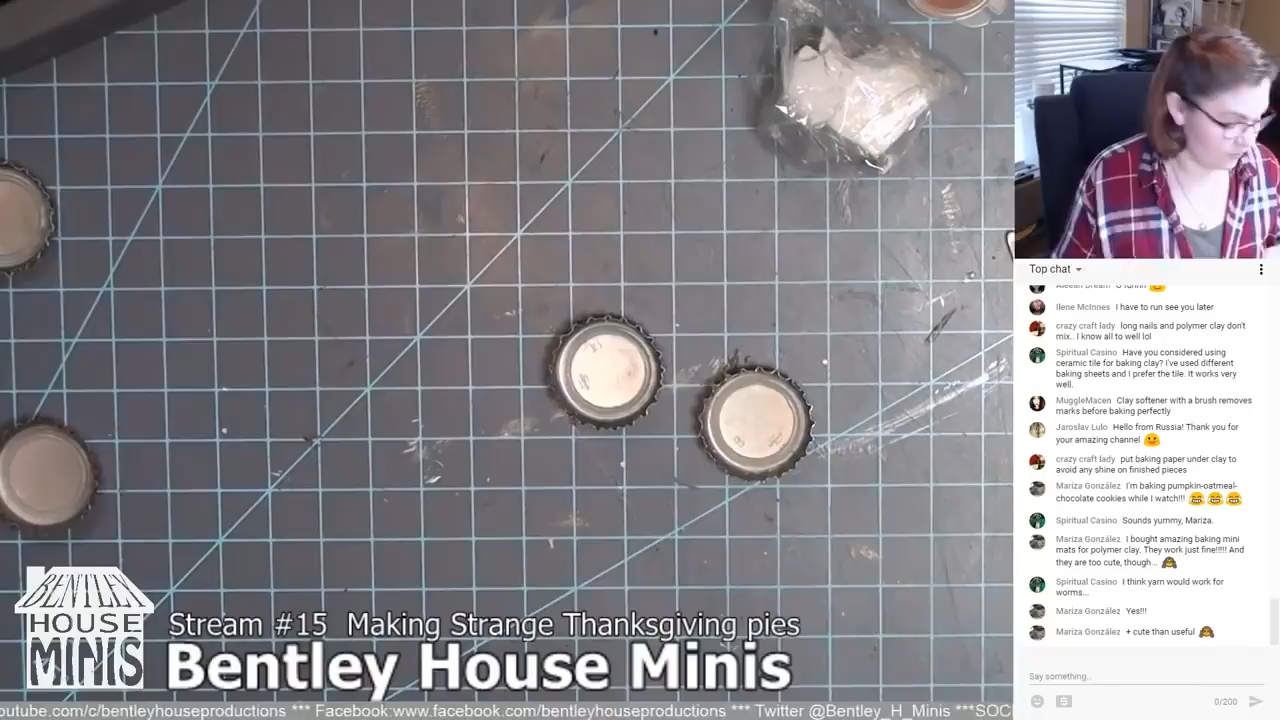 Top chat
Ilene McInnes I have to run see you later
crazy craft lady long nails and polymer clay don't
mix.. I know all to well lol
Spiritual Casino Have you considered using
ceramic tile for baking clay? I've used different
baking sheets and I prefer the tile. It works very
well.
MuggleMacen Clay softener with a brush removes
marks before baking perfectly
Jaroslav Lulo Hello from Russia! Thank you for
your amazing channel
crazy craft lady put baking paper under clay to
avoid any shine on finished pieces
Mariza González I'm baking pumpkin-oatmeal-
chocolate cookies while I watch!!!
Spiritual Casino Sounds yummy, Mariza.
Mariza González I bought amazing baking mini
mats for polymer clay. They work just fine!!!!! And
they are too cute, though...
Spiritual Casino I think yarn would work for
worms...
Mariza González Yes!!!
Mariza González + cute than useful
Say something...
0/200
BENTLEY
HOUSE
MINIS
Stream #15 Making Strange Thanksgiving pies
Bentley House Minis
outube.com/c/bentleyhouseproductions *** Facebook:www.facebook.com/bentleyhouseproductions *** Twitter @Bentley_H_Minis ***SOCI